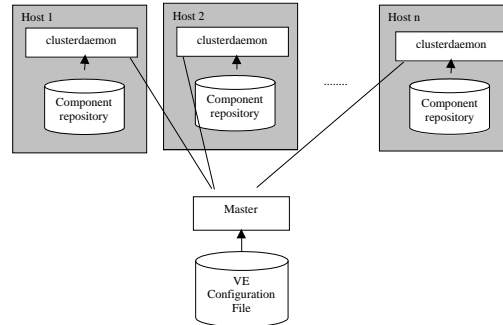 Host 1
clusterdaemon
Component
repository
Host 2
clusterdaemon
Component
repository
........
Host n
clusterdaemon
Component
repository
Master
VE
Configuration
File